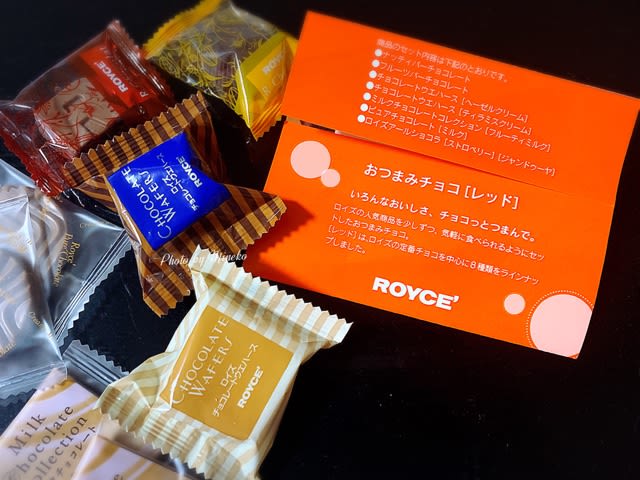 商品のセット内容は下記のとおりです。
●ナッティバーチョコレート
●フルーツバーチョコレート
●チョコレートウエハース [ヘーゼルクリーム]
●チョコレートウエハース [ティラミスクリーム]
●ミルクチョコレートコレクション [フルーティミルク]
●ピュアチョコレート [ミルク]
●ロイズアールショコラ [ストロベリー] [ジャンドゥーヤ]
おつまみチョコ [レッド]
いろんなおいしさ、チョコっとつまんで。
ロイズの人気商品を少しずつ、気軽に食べられるようにセッ
トしたおつまみチョコ。
[レッド] は、ロイズの定番チョコを中心に8種類をラインナッ
プしました。
ROYCE'
ROYCE'
CHOCOLATE
WAFERS
ロイズ
ROYCE'
Photo by Mineko
CHOCOLATE
WAFERS
ロイズ
チョコレートウエハース
ROYCE'
Milk
Chocolate
Collection
チョコレート